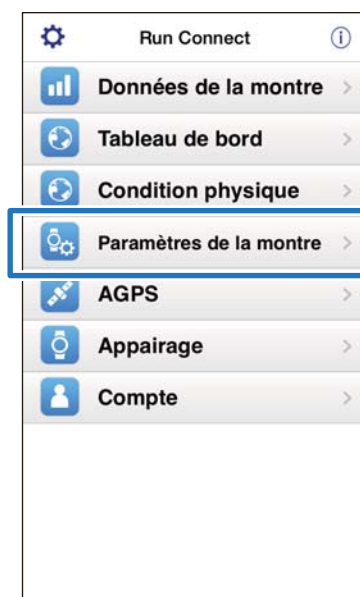 Run Connect
Données de la montre
Tableau de bord
Condition physique
Paramètres de la montre
AGPS
Appairage
Compte